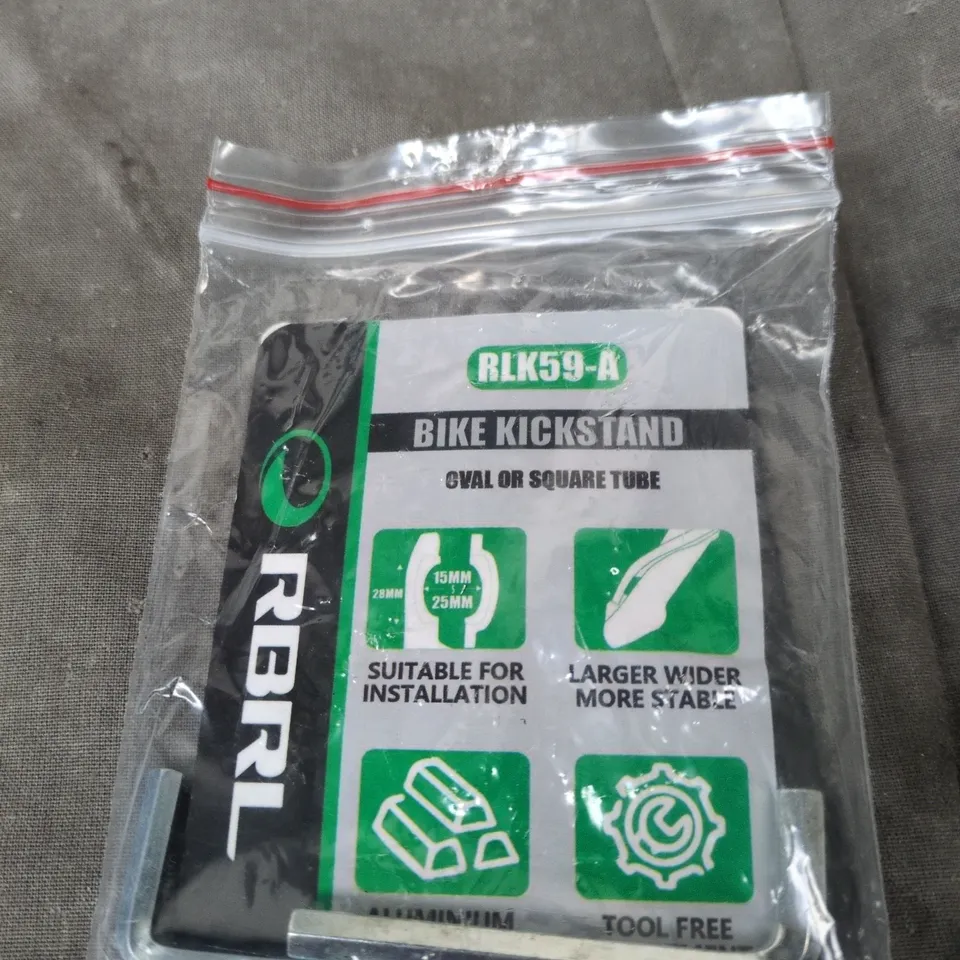 RLK59-A
BIKE KICKSTAND
OVAL OR SQUARE TUBE
RBRL
28MM
15MM
25MM
SUITABLE FOR
INSTALLATION
LARGER WIDER
MORE STABLE
ALUMINIUM
TOOL FREE